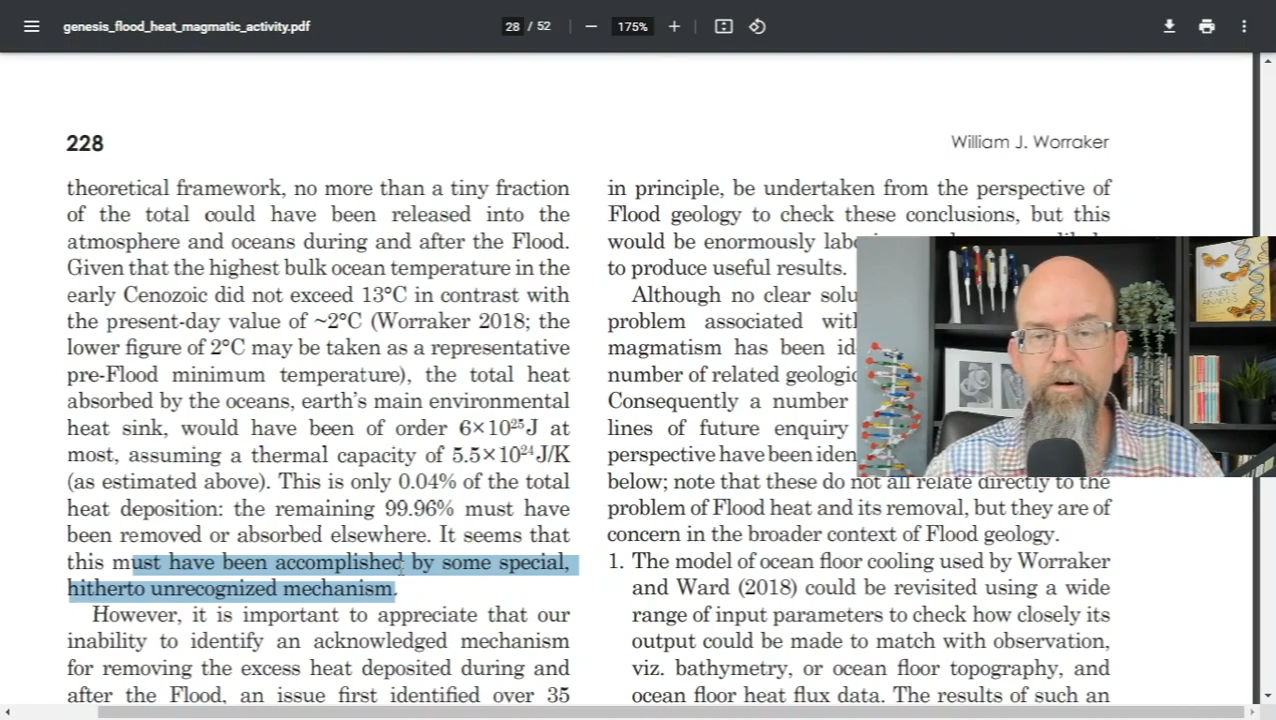 genesis_flood_heat_magmatic_activity.pdf
28 / 52
175%
228
William J. Worraker
theoretical framework, no more than a tiny fraction
of the total could have been released into the
atmosphere and oceans during and after the Flood.
Given that the highest bulk ocean temperature in the
early Cenozoic did not exceed 13°C in contrast with
the present-day value of ~2°C (Worraker 2018; the
lower figure of 2°C may be taken as a representative
pre-Flood minimum temperature), the total heat
absorbed by the oceans, earth's main environmental
heat sink, would have been of order 6×10²⁵J at
most, assuming a thermal capacity of 5.5×10²⁴J/K
(as estimated above). This is only 0.04% of the total
heat deposition: the remaining 99.96% must have
been removed or absorbed elsewhere. It seems that
this must have been accomplished by some special,
hitherto unrecognized mechanism.
However, it is important to appreciate that our
inability to identify an acknowledged mechanism
for removing the excess heat deposited during and
after the Flood, an issue first identified over 35
in principle, be undertaken from the perspective of
Flood geology to check these conclusions, but this
would be enormously
to produce useful results.
Although no clear
problem associated
magmatism has been
number of related
Consequently a number
lines of future enquiry
perspective have been
below; note that these do not all relate directly to the
problem of Flood heat and its removal, but they are of
concern in the broader context of Flood geology.
1. The model of ocean floor cooling used by Worraker
and Ward (2018) could be revisited using a wide
range of input parameters to check how closely its
output could be made to match with observation,
viz. bathymetry, or ocean floor topography, and
ocean floor heat flux data. The results of such an